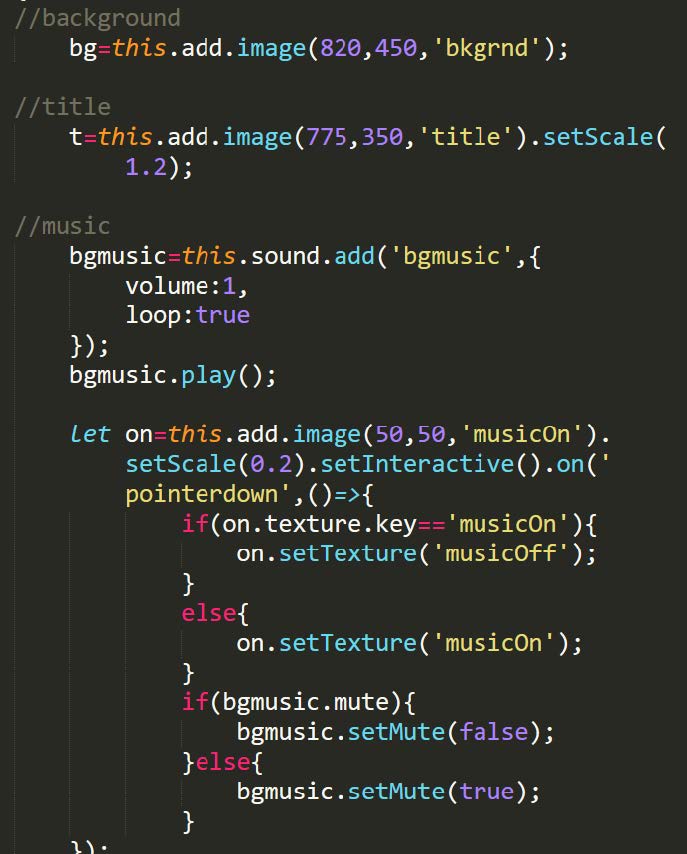 //background
bg=this.add.image(820,450,'bkgrnd');
//title
t=this.add.image(775,350,'title').setScale(
1.2);
//music
bgmusic=this.sound.add('bgmusic',{
volume:1,
loop:true
});
bgmusic.play();
let on=this.add.image(50,50,'musicOn').
setScale(0.2).setInteractive().on('
pointerdown',()=>{
if(on.texture.key=='musicOn'){
on.setTexture('musicOff');
}
else{
on.setTexture('musicOn');
}
if(bgmusic.mute){
bgmusic.setMute(false);
}else{
bgmusic.setMute(true);
}
});